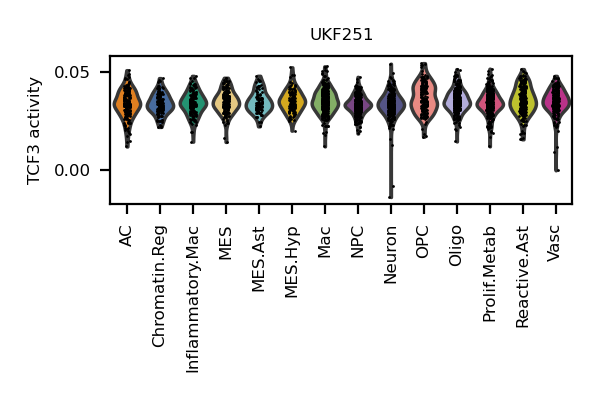 UKF251
TCF3 activity
0.05
0.00
AC
Chromatin.Reg
Inflammatory.Mac
MES
MES.Ast
MES.Hyp
Mac
NPC
Neuron
OPC
Oligo
Prolif.Metab
Reactive.Ast
Vasc